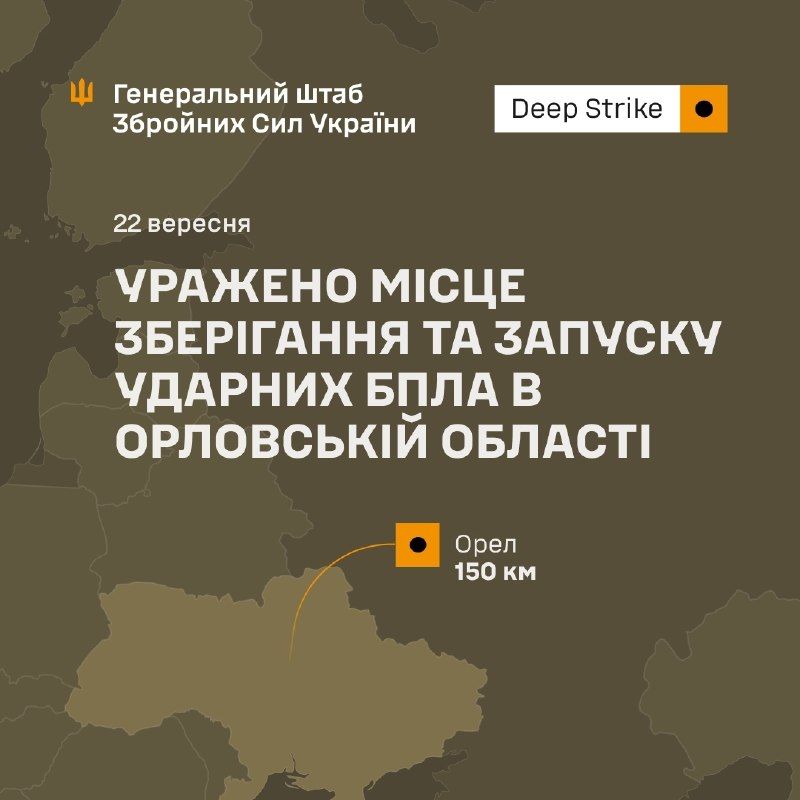 Генеральний Штаб
Збройних Сил України
Deep Strike
22 вересня
УРАЖЕНО МІСЦЕ
ЗБЕРІГАННЯ ТА ЗАПУСКУ
УДАРНИХ БПЛА В
ОРЛОВСЬКІЙ ОБЛАСТІ
Орел
150 км